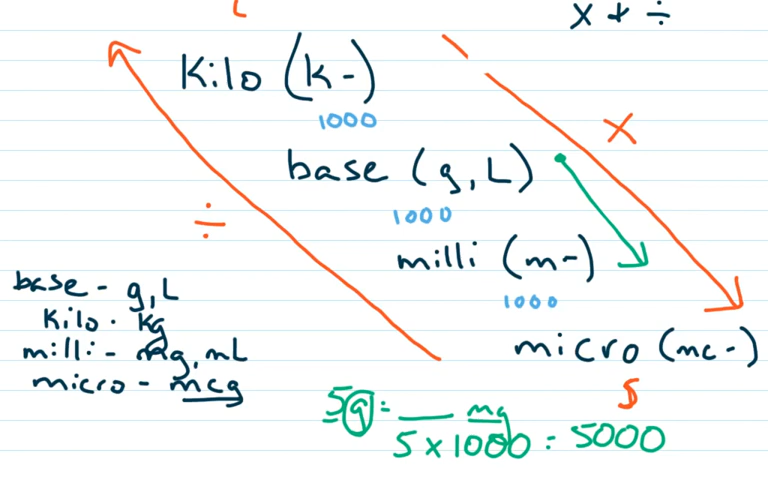 x + ÷
Kilo (k-)
1000
x
base (g, L)
1000
÷
milli (m-)
1000
base - g, L
Kilo - kg
milli - mg, mL
micro - mcg
micro (mc-)
5g = ___ mg
5 x 1000 = 5000